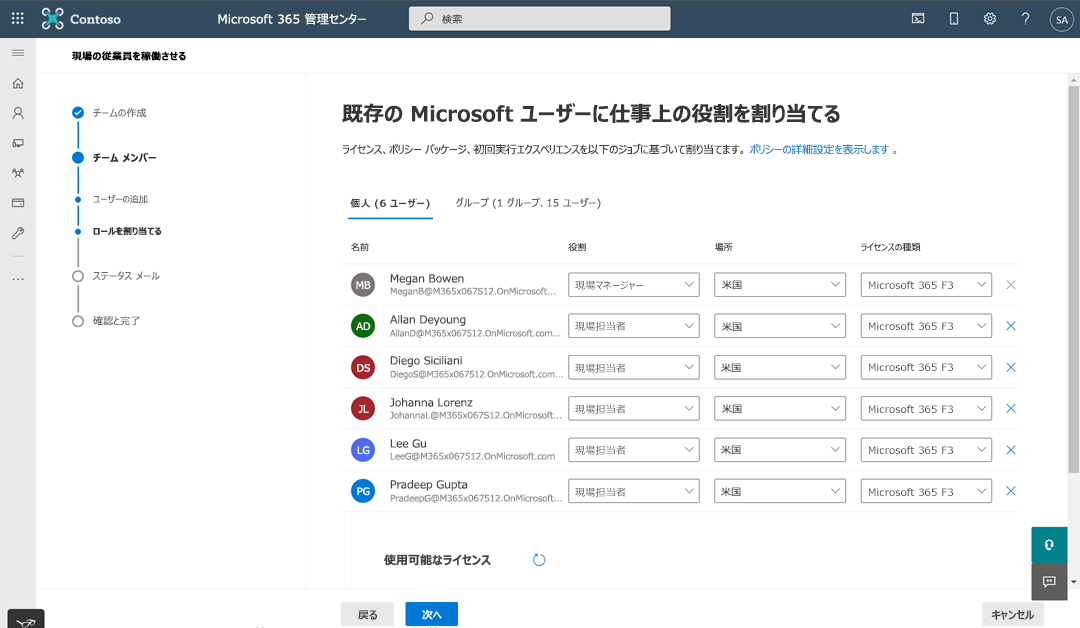 Contoso
Microsoft 365 管理センター
検索
SA
現場の従業員を稼働させる
チームの作成
チーム メンバー
ユーザーの追加
ロールを割り当てる
ステータス メール
確認と完了
既存の Microsoft ユーザーに仕事上の役割を割り当てる
ライセンス、ポリシー パッケージ、初回実行エクスペリエンスを以下のジョブに基づいて割り当てます。 ポリシーの詳細設定を表示します 。
個人 (6 ユーザー) グループ (1 グループ、15 ユーザー)
名前 役割 場所 ライセンスの種類
MB Megan Bowen 現場マネージャー 米国 Microsoft 365 F3
MeganB@M365x067S12.OnMicrosoft...
AD Allan Deyoung 現場担当者 米国 Microsoft 365 F3
AllanD@M365x067512.OnMicrosoft.com...
DS Diego Siciliani 現場担当者 米国 Microsoft 365 F3
DiegoS@M365x067512.OnMicrosoft.com...
JL Johanna Lorenz 現場担当者 米国 Microsoft 365 F3
JohannaL@M365x067S12.OnMicrosoft...
LG Lee Gu 現場担当者 米国 Microsoft 365 F3
LeeG@M365x067S12.OnMicrosoft.com
PG Pradeep Gupta 現場担当者 米国 Microsoft 365 F3
PradeepG@M365x067512.OnMicrosoft...
使用可能なライセンス
戻る 次へ キャンセル